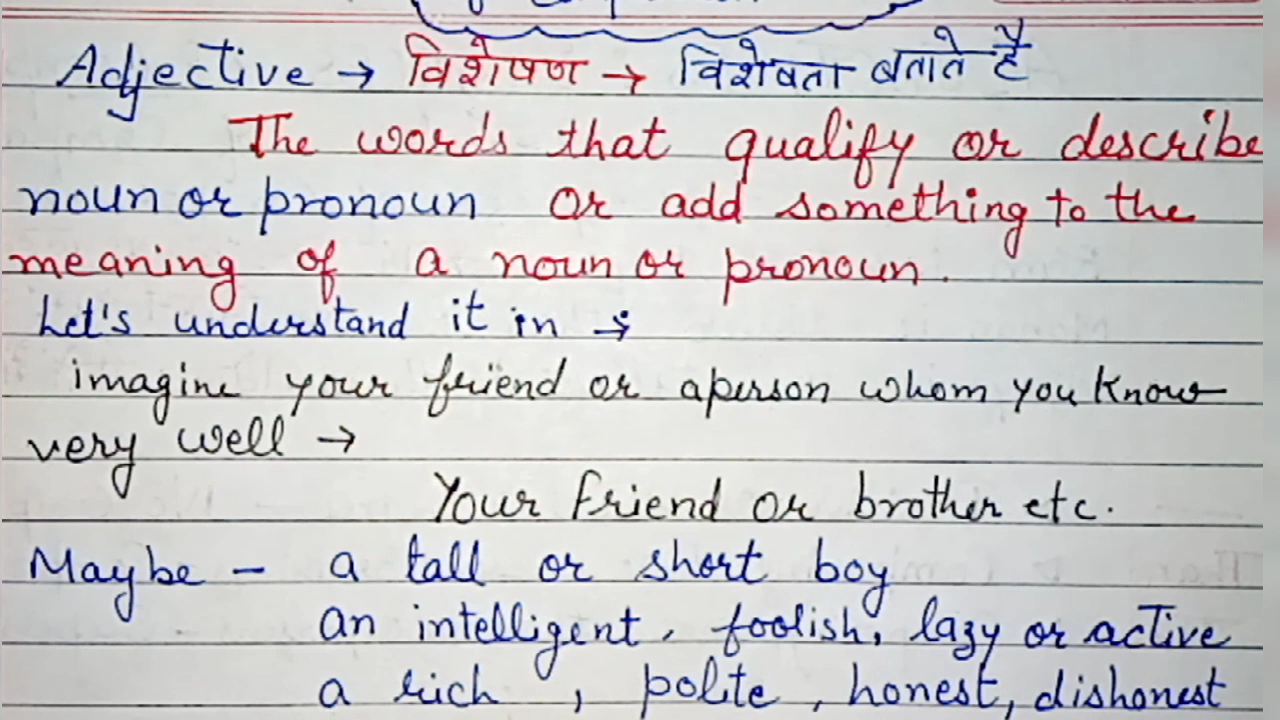 Adjective → विशेषण → विशेषता बताते है
The words that qualify or describe
noun or pronoun or add something to the
meaning of a noun or pronoun.
Let's understand it in →
imagine your friend or a person whom you know
very well →
Your friend or brother etc.
Maybe - a tall or short boy
an intelligent, foolish, lazy or active
a rich , polite , honest, dishonest